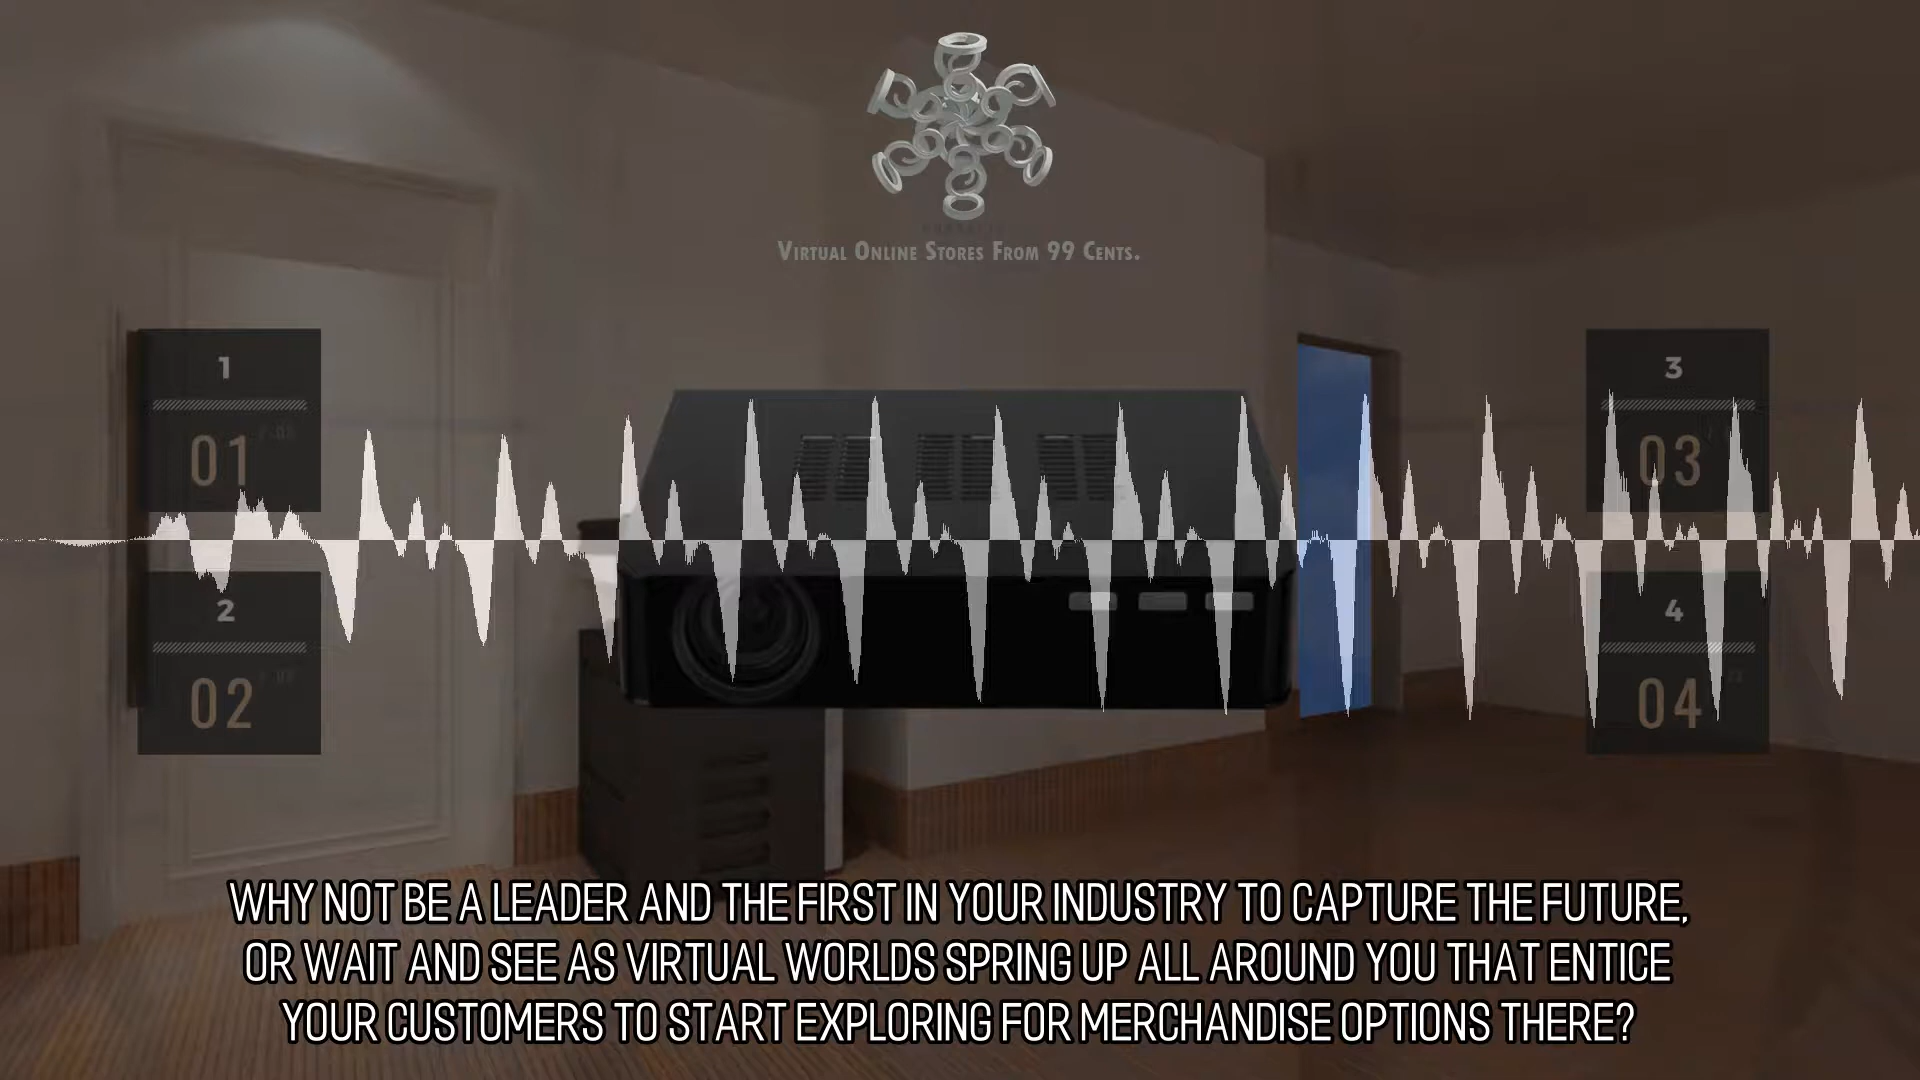 Virtual Online Stores From 99 Cents.
1
01
2
02
3
03
4
04
WHY NOT BE A LEADER AND THE FIRST IN YOUR INDUSTRY TO CAPTURE THE FUTURE,
OR WAIT AND SEE AS VIRTUAL WORLDS SPRING UP ALL AROUND YOU THAT ENTICE
YOUR CUSTOMERS TO START EXPLORING FOR MERCHANDISE OPTIONS THERE?